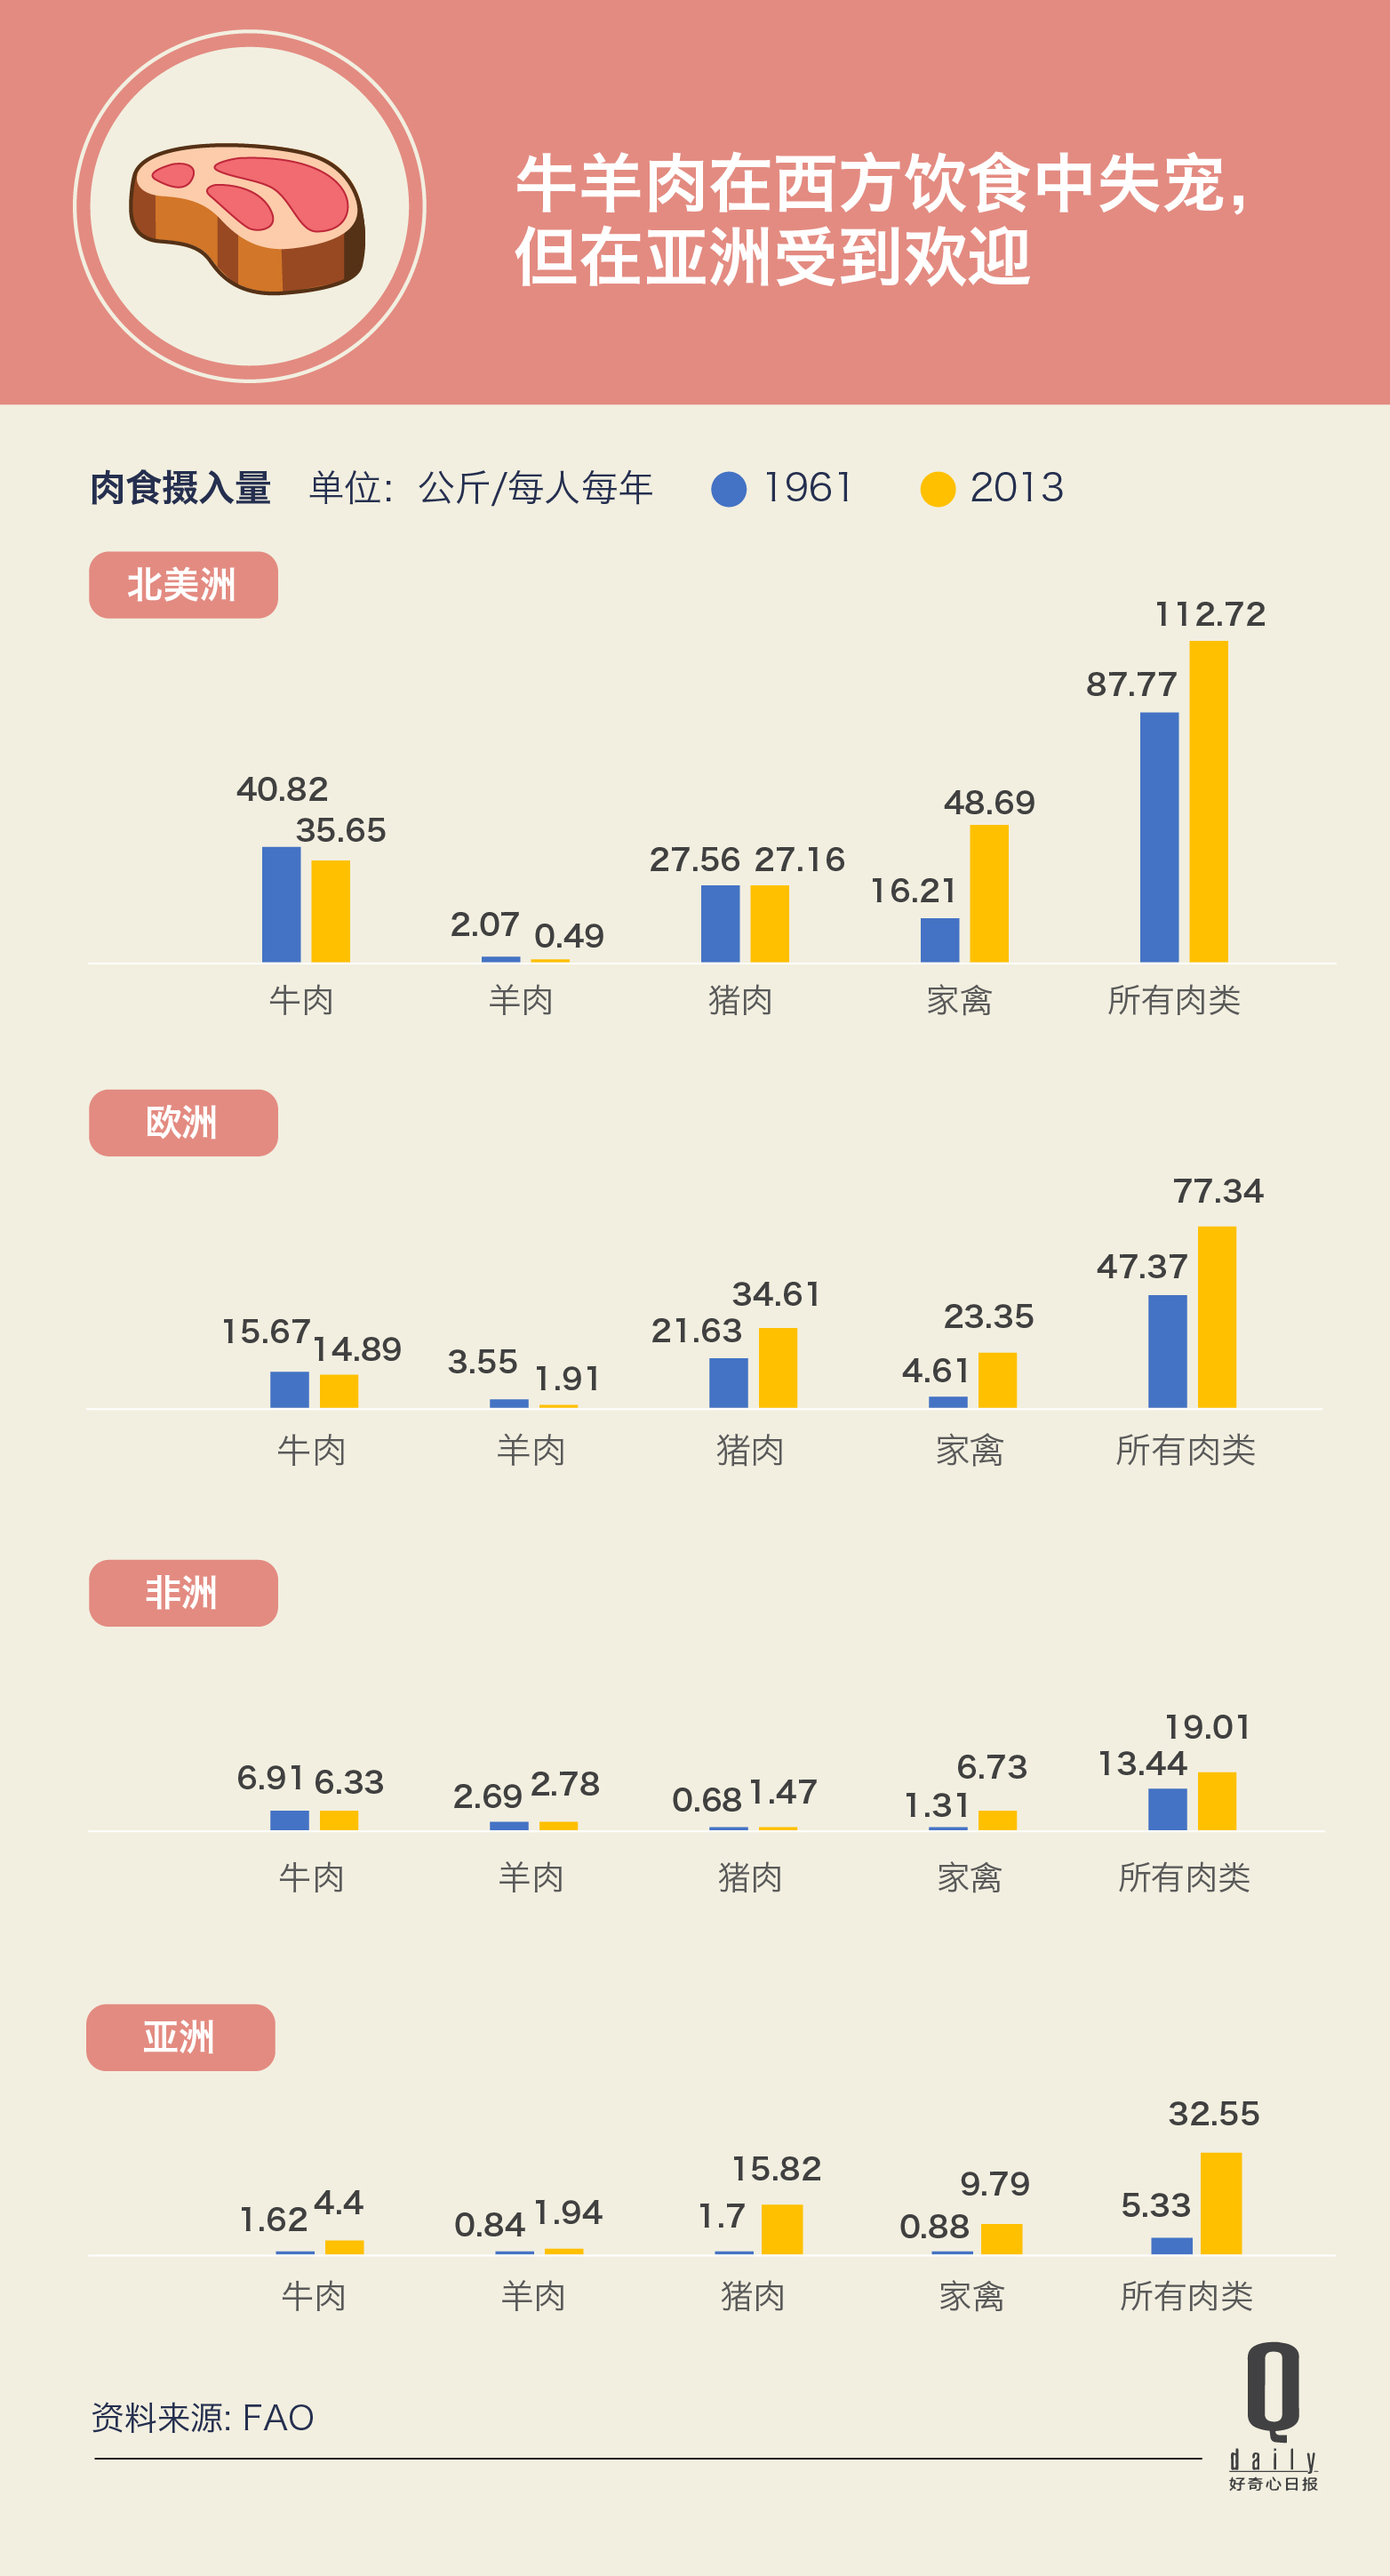 牛羊肉在西方饮食中失宠，
但在亚洲受到欢迎
肉食摄入量 单位：公斤/每人每年 1961 2013
北美洲
112.72
87.77
40.82
35.65
48.69
27.56 27.16
16.21
2.07 0.49
牛肉 羊肉 猪肉 家禽 所有肉类
欧洲
77.34
47.37
34.61
23.35
15.67 14.89
21.63
3.55 1.91
4.61
牛肉 羊肉 猪肉 家禽 所有肉类
非洲
19.01
13.44
6.73
6.91 6.33
2.69 2.78
0.68 1.47
1.31
牛肉 羊肉 猪肉 家禽 所有肉类
亚洲
32.55
15.82
9.79
5.33
1.62 4.4
0.84 1.94
1.7
0.88
牛肉 羊肉 猪肉 家禽 所有肉类
资料来源: FAO
Q
daily
好奇心日报